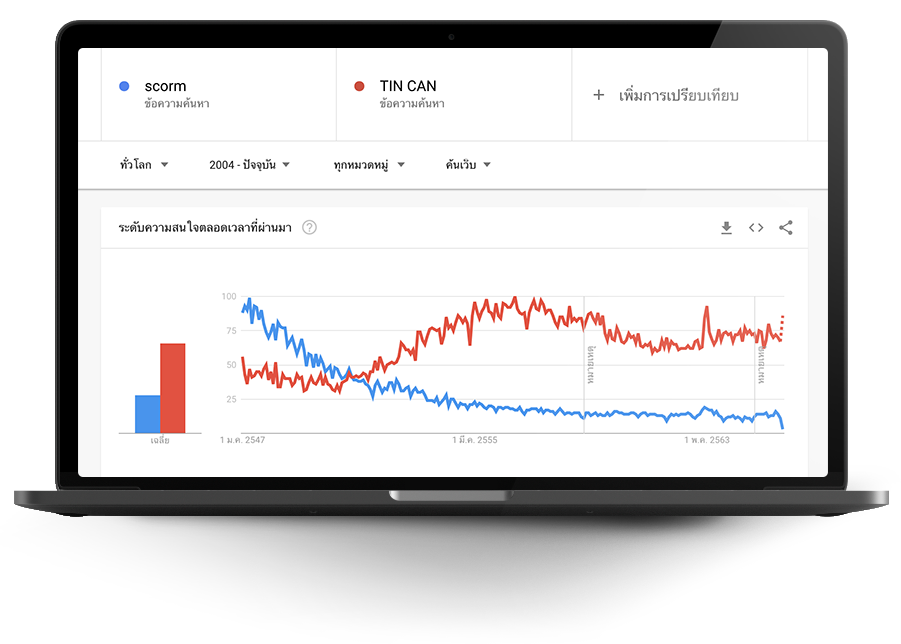 scorm
ข้อความค้นหา
TIN CAN
ข้อความค้นหา
+ เพิ่มการเปรียบเทียบ
ทั่วโลก
2004 - ปัจจุบัน
ทุกหมวดหมู่
ค้นเว็บ
ระดับความสนใจตลอดเวลาที่ผ่านมา
100
75
50
25
หมายเหตุ
หมายเหตุ
เฉลี่ย
1 ม.ค. 2547
1 มี.ค. 2555
1 พ.ค. 2563